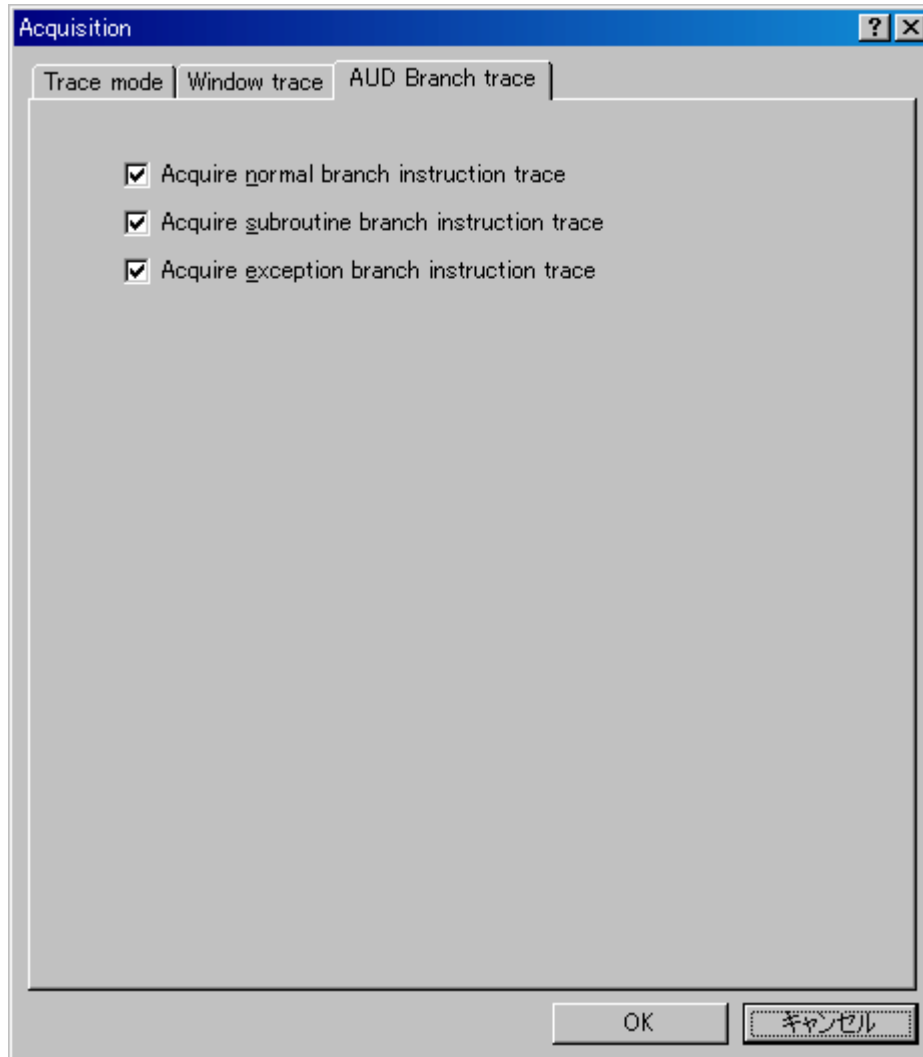 Acquisition
Trace mode Window trace AUD Branch trace
Acquire normal branch instruction trace
Acquire subroutine branch instruction trace
Acquire exception branch instruction trace
OK キャンセル